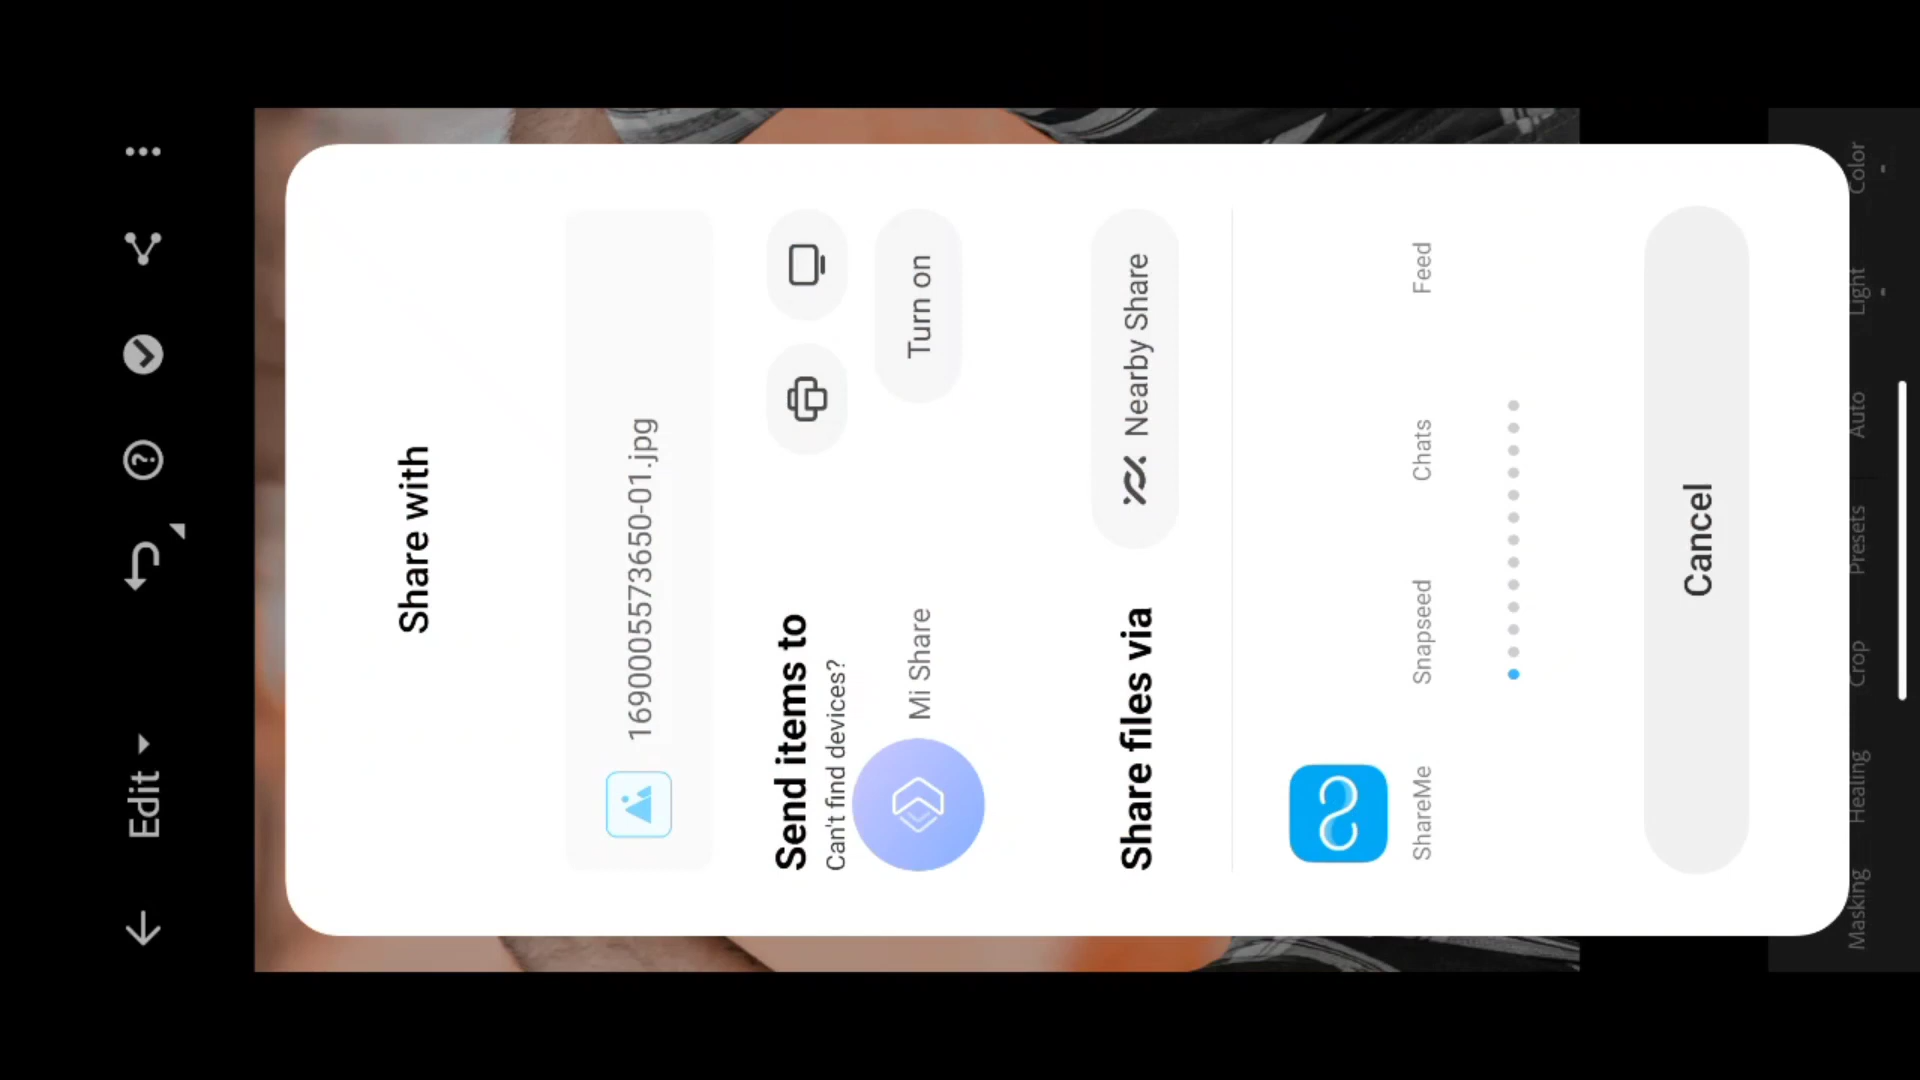 Edit
Share with
1690005573650-01.jpg
Send items to
Can't find devices?
Mi Share
Turn on
Share files via
Nearby Share
ShareMe
Snapseed
Chats
Feed
Cancel
Masking
Healing
Crop
Presets
Auto
Light
Color